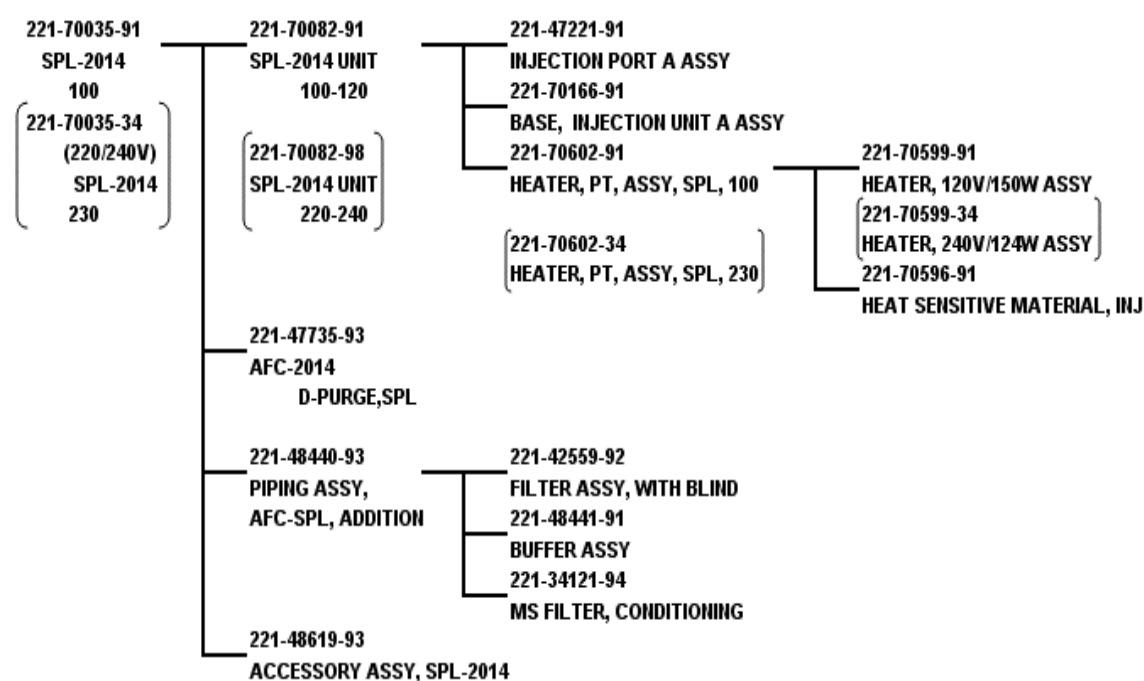 221-70035-91
SPL-2014
100
221-70035-34
(220/240V)
SPL-2014
230
221-70082-91
SPL-2014 UNIT
100-120
221-70082-98
SPL-2014 UNIT
220-240
221-47221-91
INJECTION PORT A ASSY
221-70166-91
BASE, INJECTION UNIT A ASSY
221-70602-91
HEATER, PT, ASSY, SPL, 100
221-70602-34
HEATER, PT, ASSY, SPL, 230
221-70599-91
HEATER, 120V/150W ASSY
221-70599-34
HEATER, 240V/124W ASSY
221-70596-91
HEAT SENSITIVE MATERIAL, INJ
221-47735-93
AFC-2014
D-PURGE,SPL
221-48440-93
PIPING ASSY,
AFC-SPL, ADDITION
221-42559-92
FILTER ASSY, WITH BLIND
221-48441-91
BUFFER ASSY
221-34121-94
MS FILTER, CONDITIONING
221-48619-93
ACCESSORY ASSY, SPL-2014